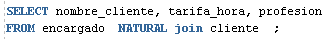 SELECT nombre_cliente, tarifa_hora, profesion
FROM encargado  NATURAL join cliente  ;